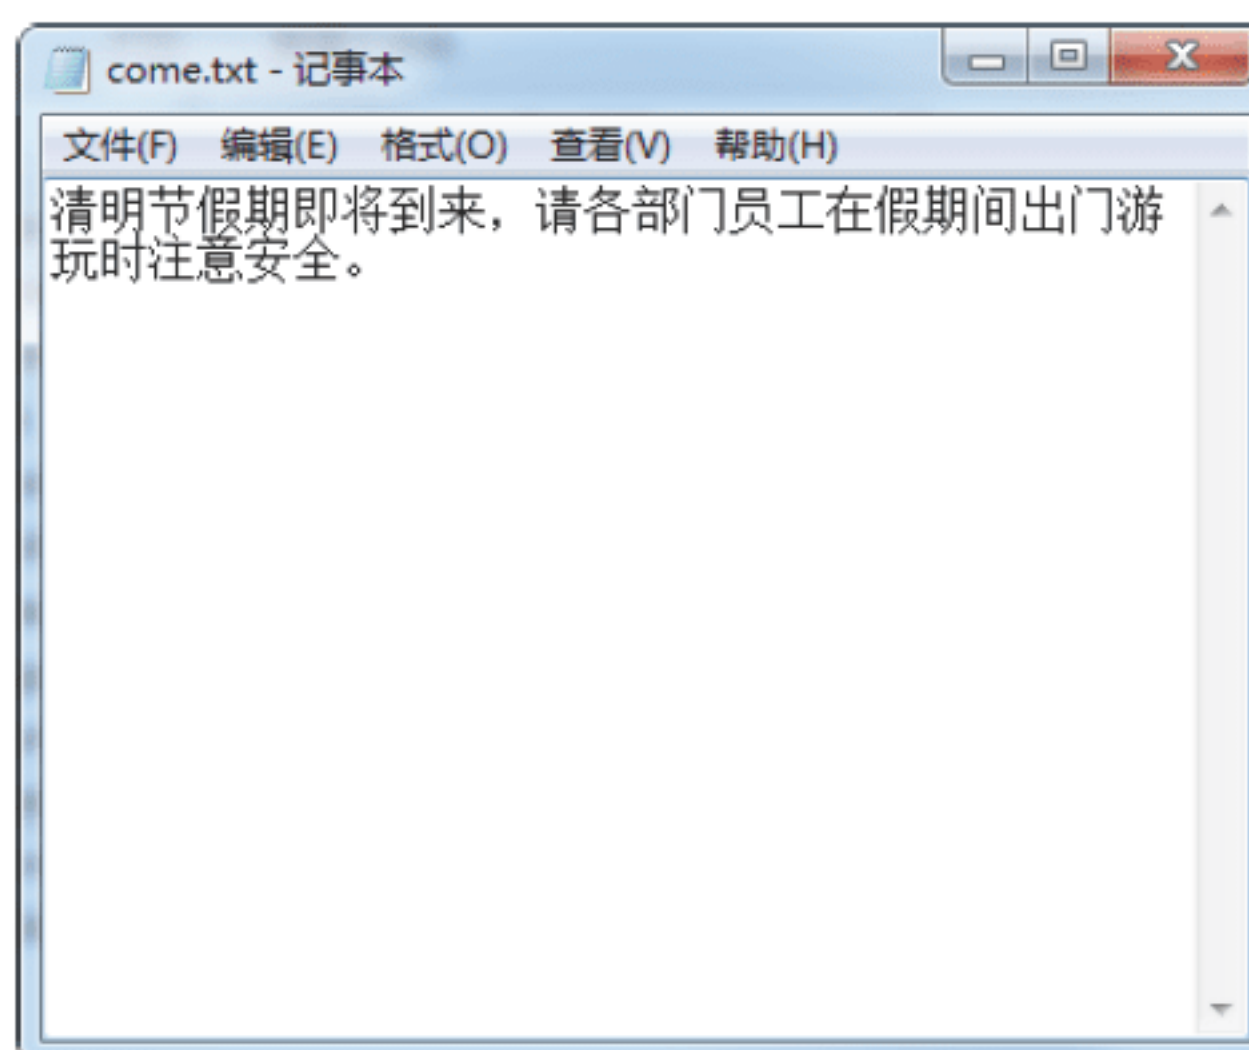 come.txt - 记事本
文件(F) 编辑(E) 格式(O) 查看(V) 帮助(H)
清明节假期即将到来，请各部门员工在假期间出门游
玩时注意安全。